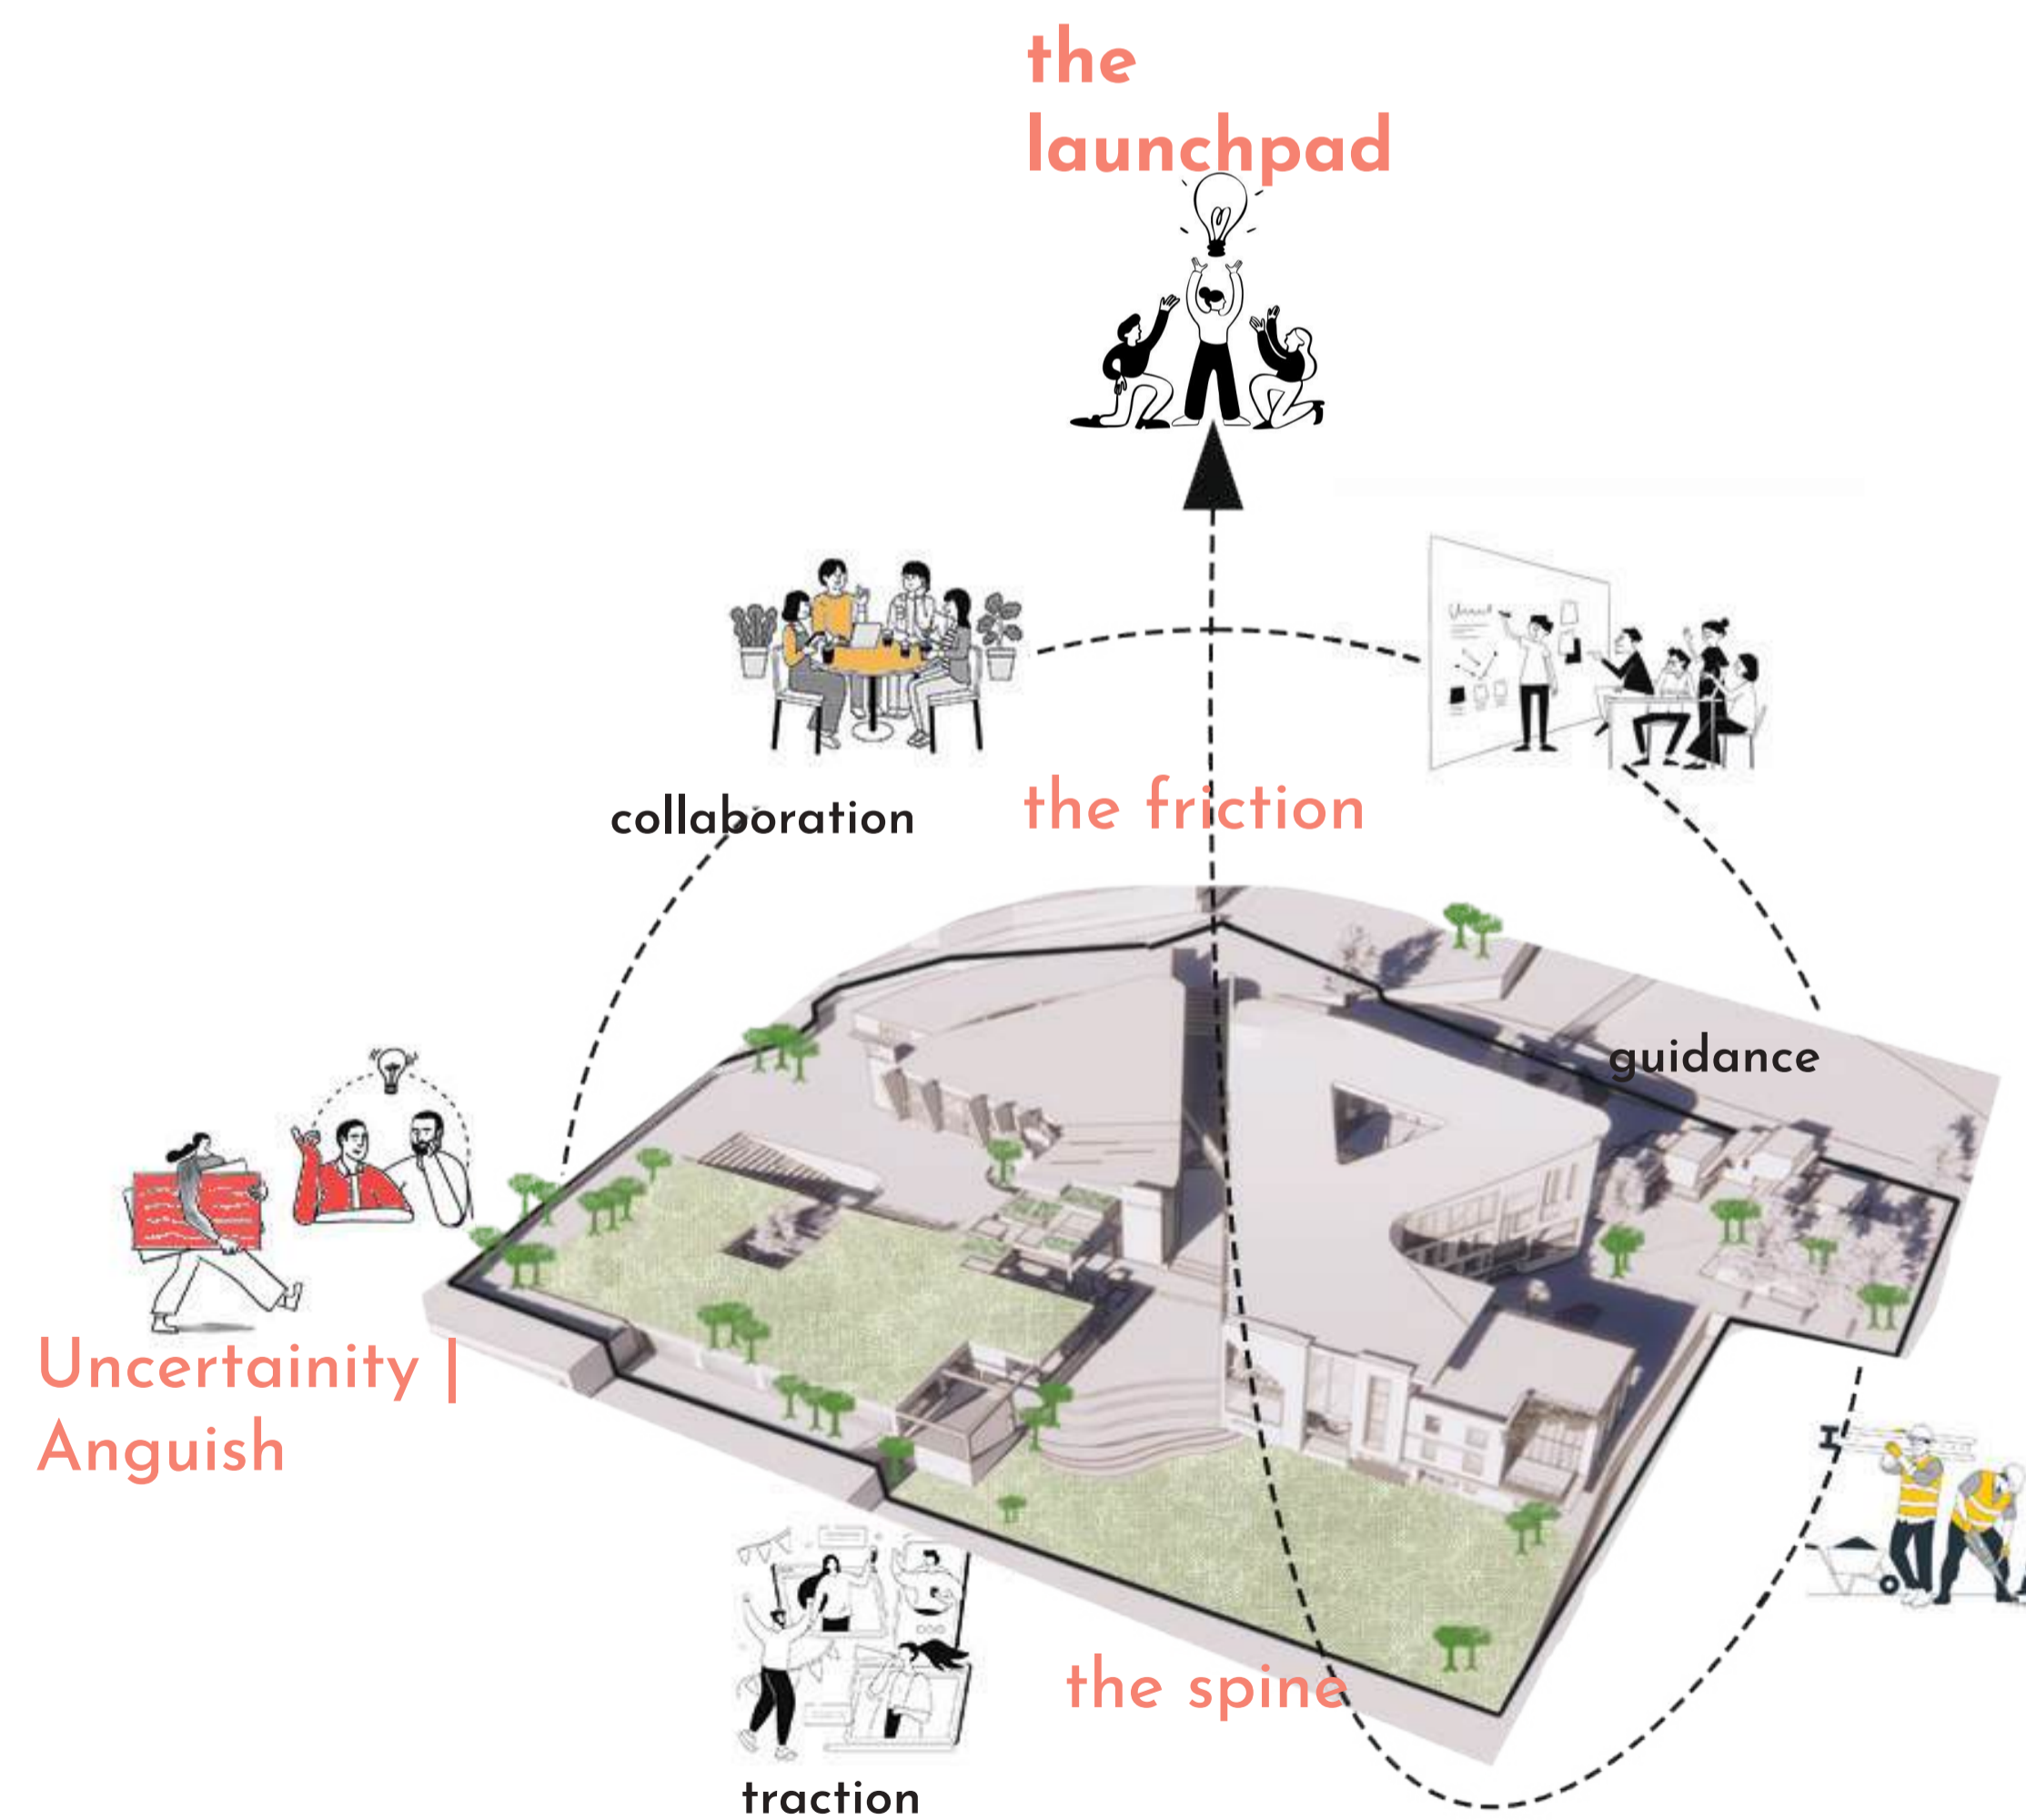 the
launchpad
collaboration
the friction
guidance
Uncertainity |
Anguish
the spine
traction